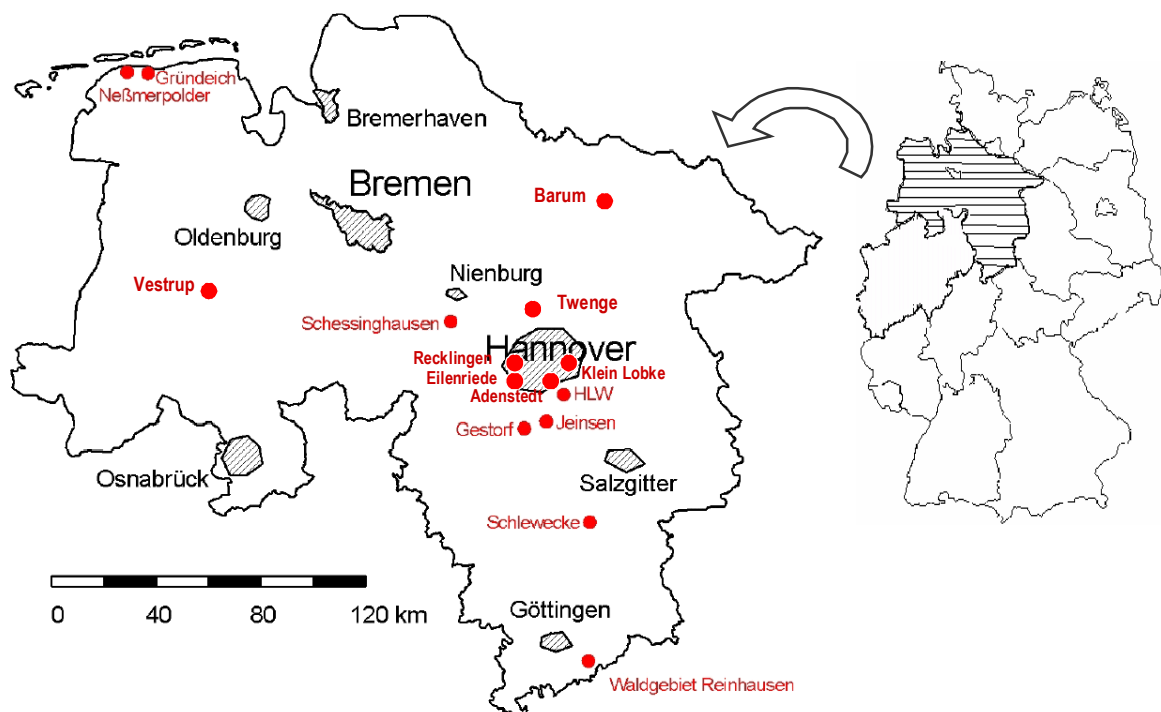 Gründeich
Neßmerpolder
Bremerhaven
Bremen
Barum
Oldenburg
Nienburg
Vestrup
Twenge
Schessinghausen
Hannover
Recklingen
Klein Lobke
Eilenriede
Adenstedt
HLW
Jeinsen
Gestorf
Osnabrück
Salzgitter
Schlewecke
0 40 80 120 km
Göttingen
Waldgebiet Reinhausen